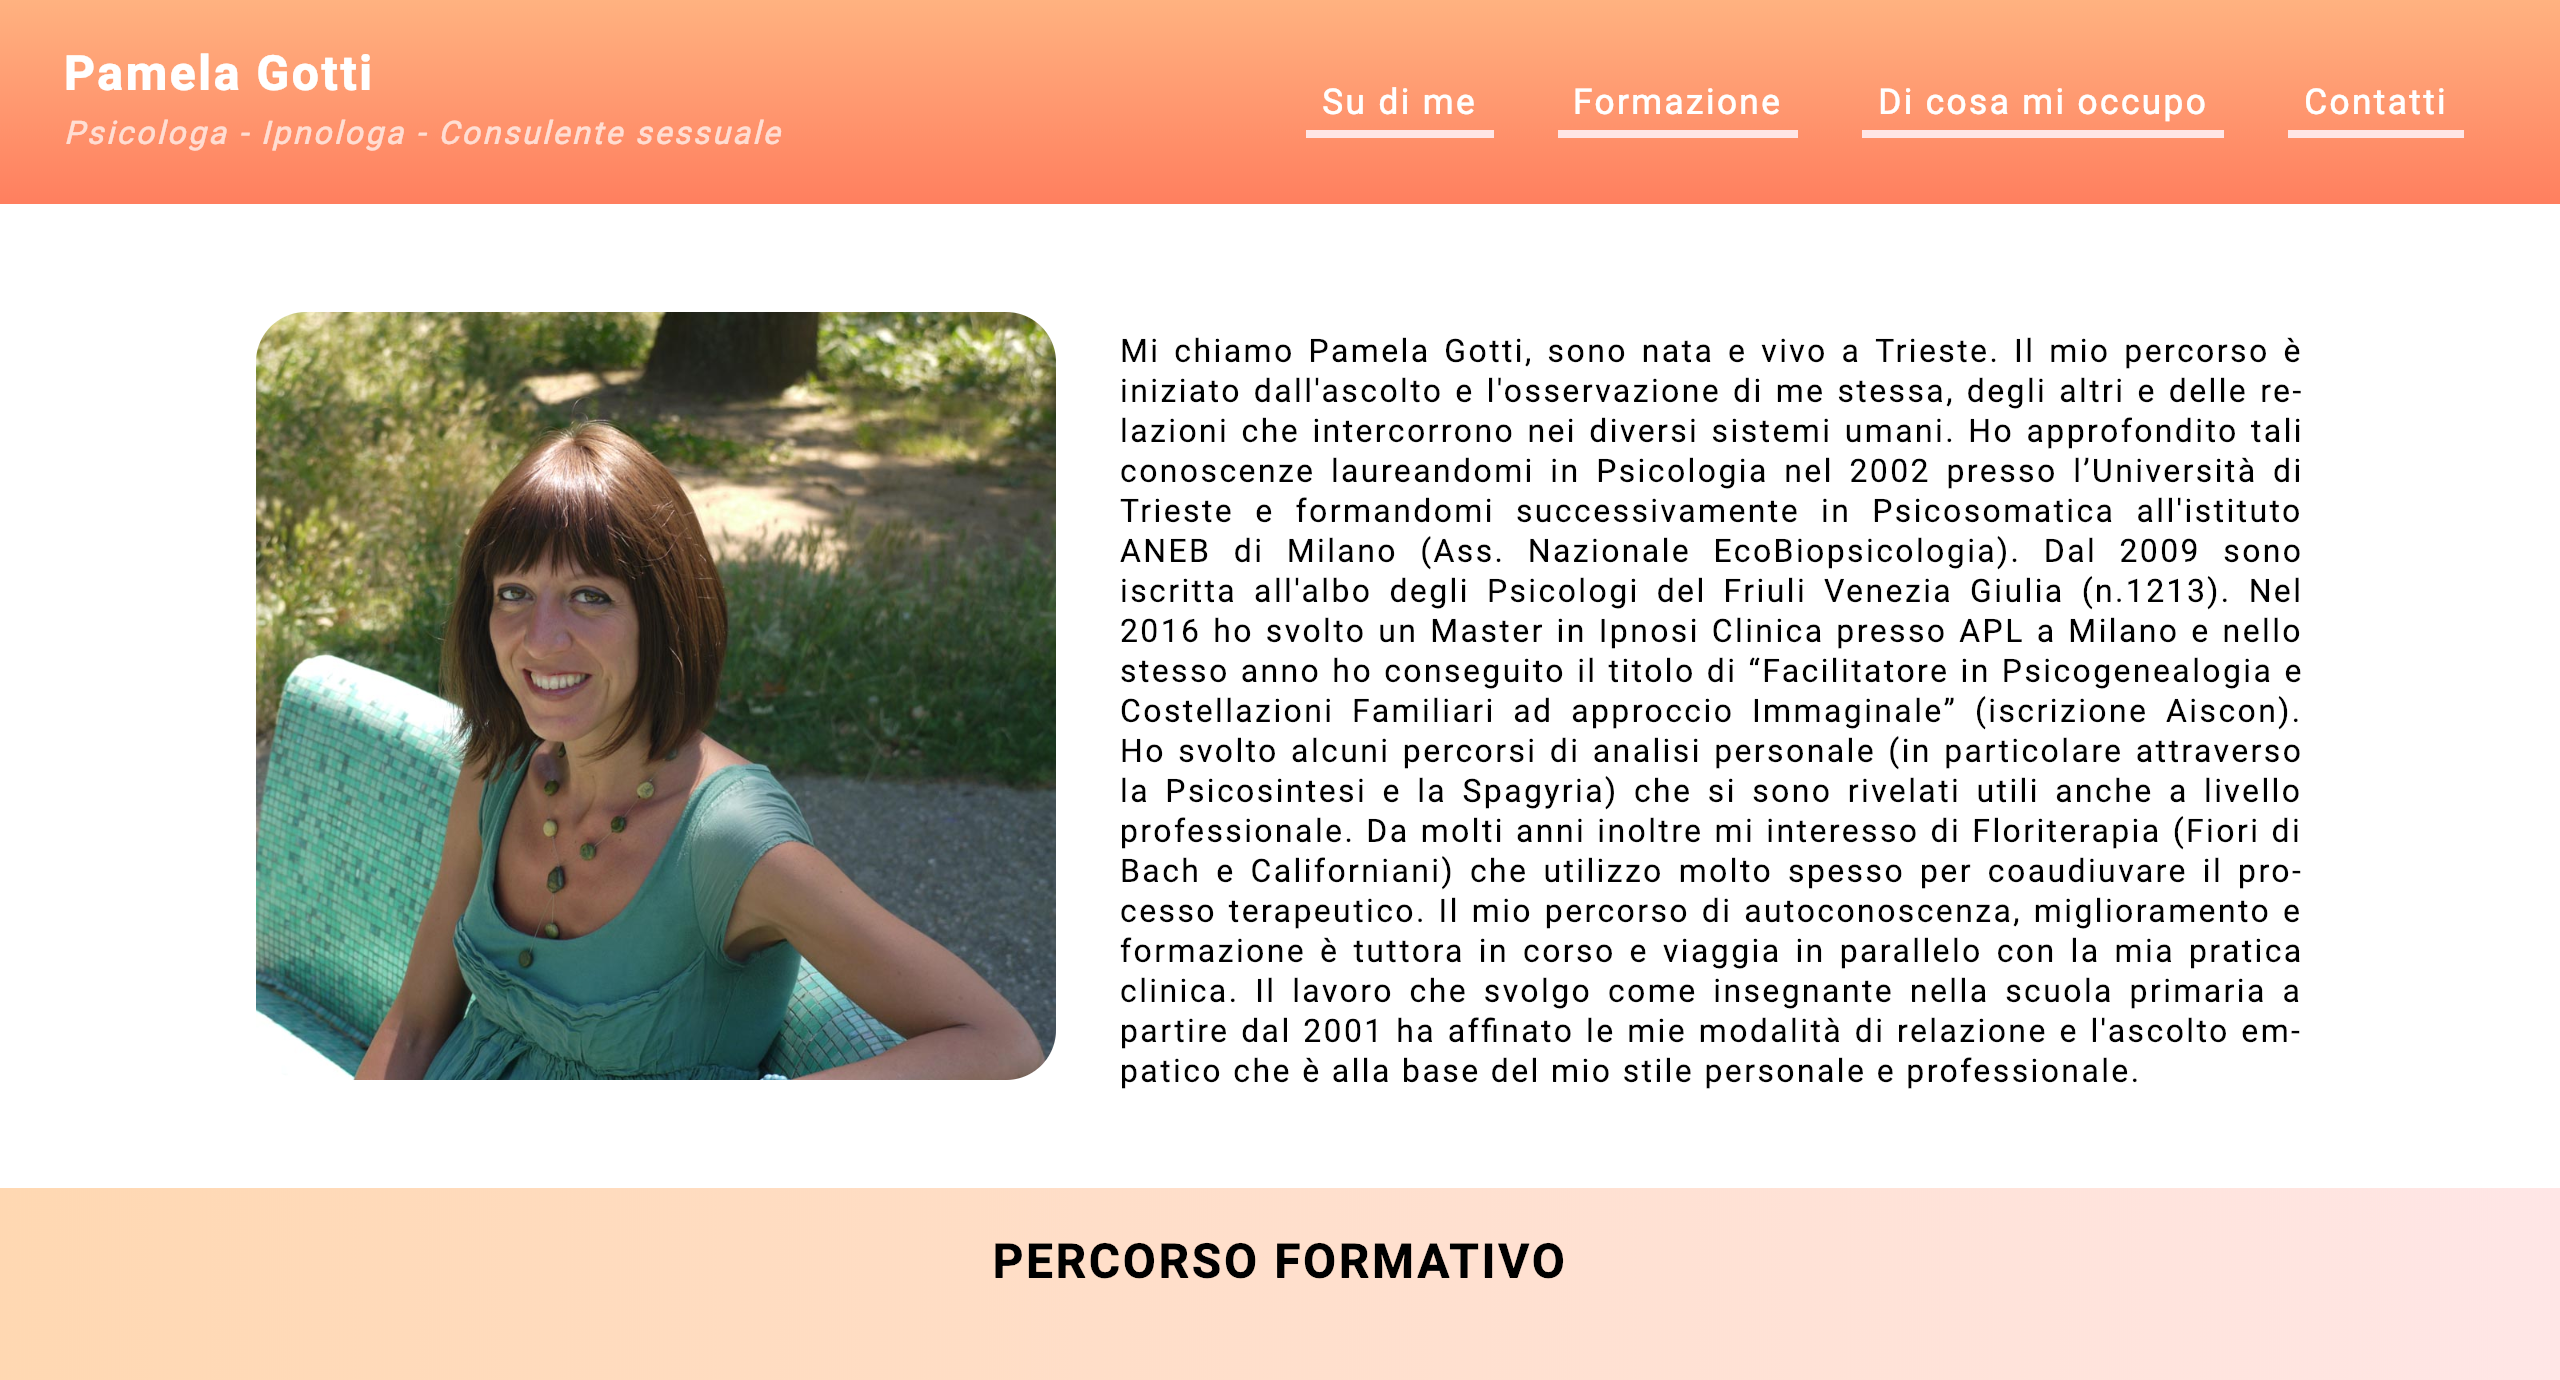 Pamela Gotti
Psicologa - Ipnologa - Consulente sessuale
Su di me
Formazione
Di cosa mi occupo
Contatti
Mi chiamo Pamela Gotti, sono nata e vivo a Trieste. Il mio percorso è
iniziato dall'ascolto e l'osservazione di me stessa, degli altri e delle re-
lazioni che intercorrono nei diversi sistemi umani. Ho approfondito tali
conoscenze laureandomi in Psicologia nel 2002 presso l’Università di
Trieste e formandomi successivamente in Psicosomatica all'istituto
ANEB di Milano (Ass. Nazionale EcoBiopsicologia). Dal 2009 sono
iscritta all'albo degli Psicologi del Friuli Venezia Giulia (n.1213). Nel
2016 ho svolto un Master in Ipnosi Clinica presso APL a Milano e nello
stesso anno ho conseguito il titolo di “Facilitatore in Psicogenealogia e
Costellazioni Familiari ad approccio Immaginale” (iscrizione Aiscon).
Ho svolto alcuni percorsi di analisi personale (in particolare attraverso
la Psicosintesi e la Spagyria) che si sono rivelati utili anche a livello
professionale. Da molti anni inoltre mi interesso di Floriterapia (Fiori di
Bach e Californiani) che utilizzo molto spesso per coaudiuvare il pro-
cesso terapeutico. Il mio percorso di autoconoscenza, miglioramento e
formazione è tuttora in corso e viaggia in parallelo con la mia pratica
clinica. Il lavoro che svolgo come insegnante nella scuola primaria a
partire dal 2001 ha affinato le mie modalità di relazione e l'ascolto em-
patico che è alla base del mio stile personale e professionale.
PERCORSO FORMATIVO